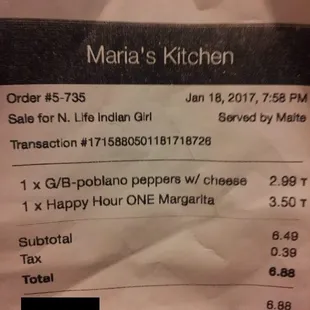 Maria's Kitchen
Order #5-735 Jan 18, 2017, 7:58 PM
Sale for N. Life Indian Girl Served by Maite
Transaction #1715880501181718726
1 x G/B-poblano peppers w/ cheese 2.99 T
1 x Happy Hour ONE Margarita 3.50 T
Subtotal 6.49
Tax 0.39
Total 6.88
6.88